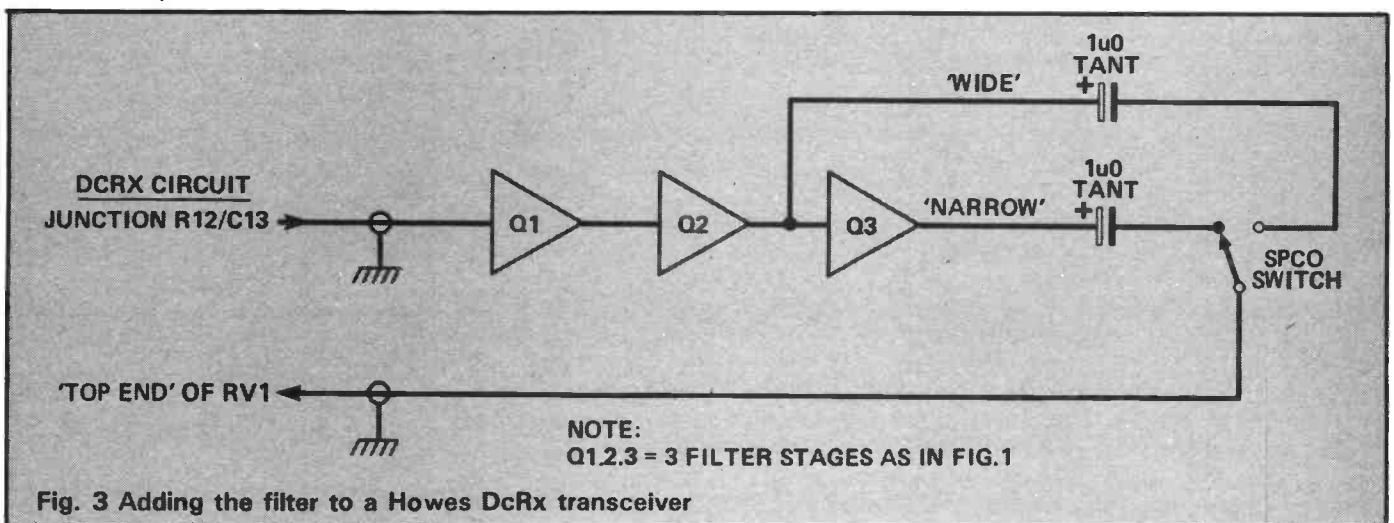 1u0
TANT
+
'WIDE'
1u0
TANT
+
'NARROW'
DCRX CIRCUIT
JUNCTION R12/C13
Q1
Q2
Q3
SPCO
SWITCH
'TOP END' OF RV1
NOTE:
Q1.2.3 = 3 FILTER STAGES AS IN FIG.1
Fig. 3 Adding the filter to a Howes DcRx transceiver